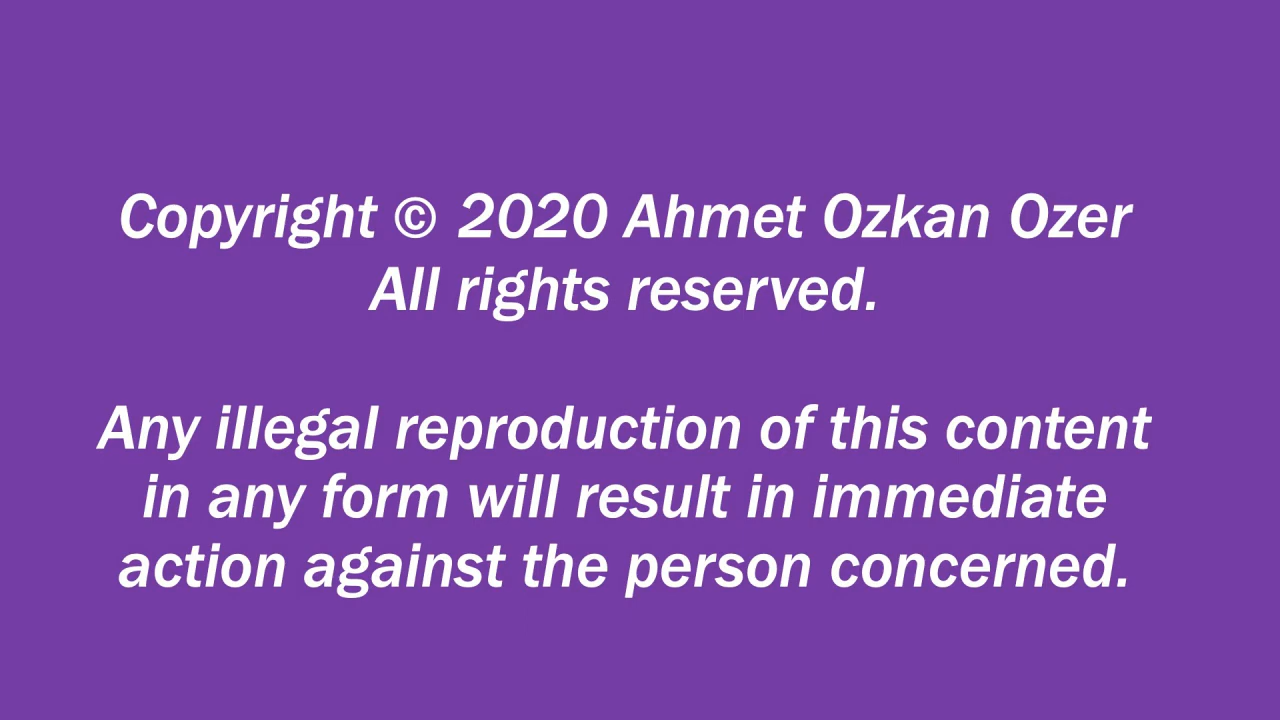 Copyright © 2020 Ahmet Ozkan Ozer
All rights reserved.
Any illegal reproduction of this content
in any form will result in immediate
action against the person concerned.